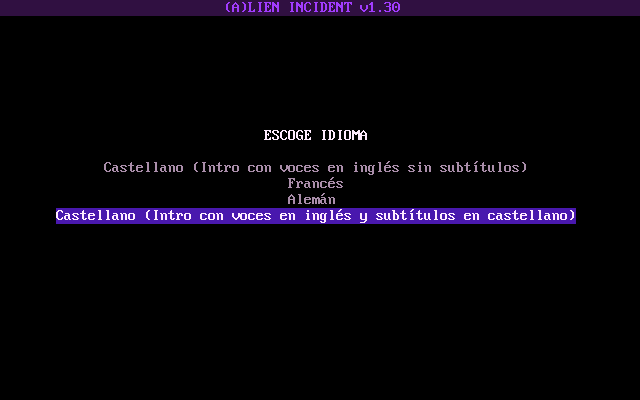 (A)LIEN INCIDENT v1.30
ESCOGE IDIOMA
Castellano (Intro con voces en inglés sin subtítulos)
Francés
Alemán
Castellano (Intro con voces en inglés y subtítulos en castellano)